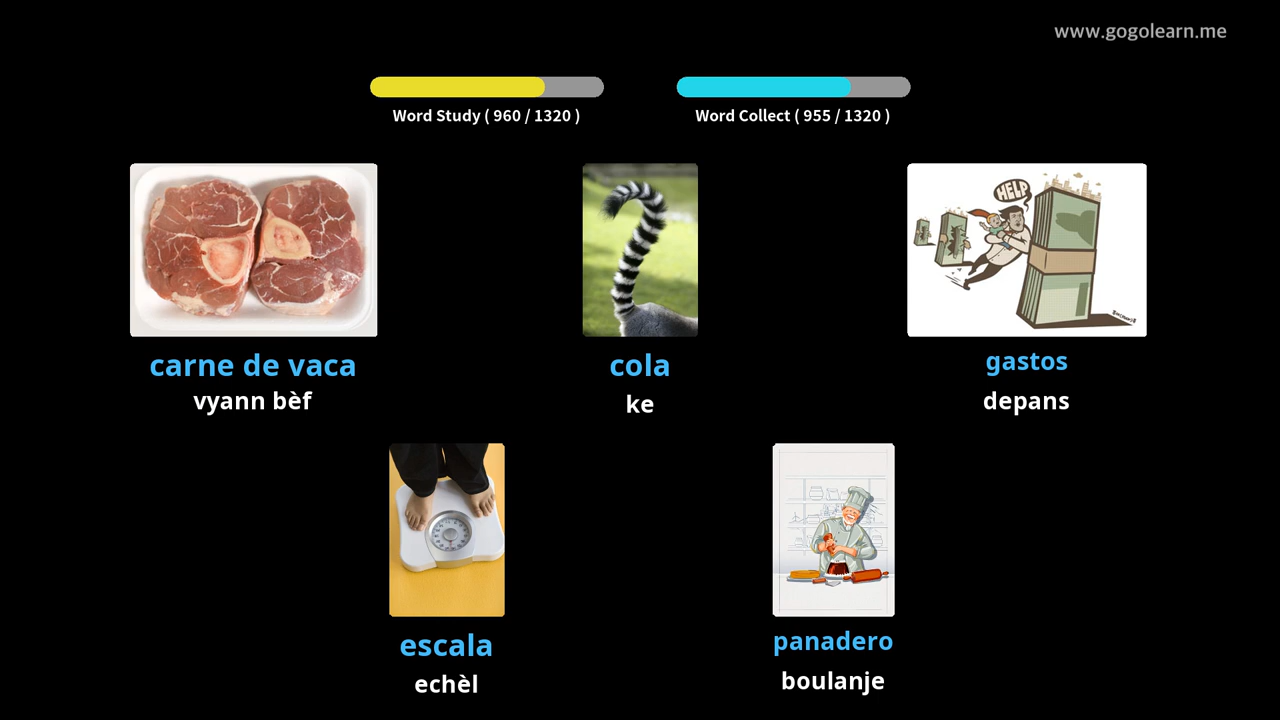 www.gogolearn.me
Word Study ( 960 / 1320 )
Word Collect ( 955 / 1320 )
HELP
carne de vaca
vyann bèf
cola
ke
gastos
depans
escala
echèl
panadero
boulanje